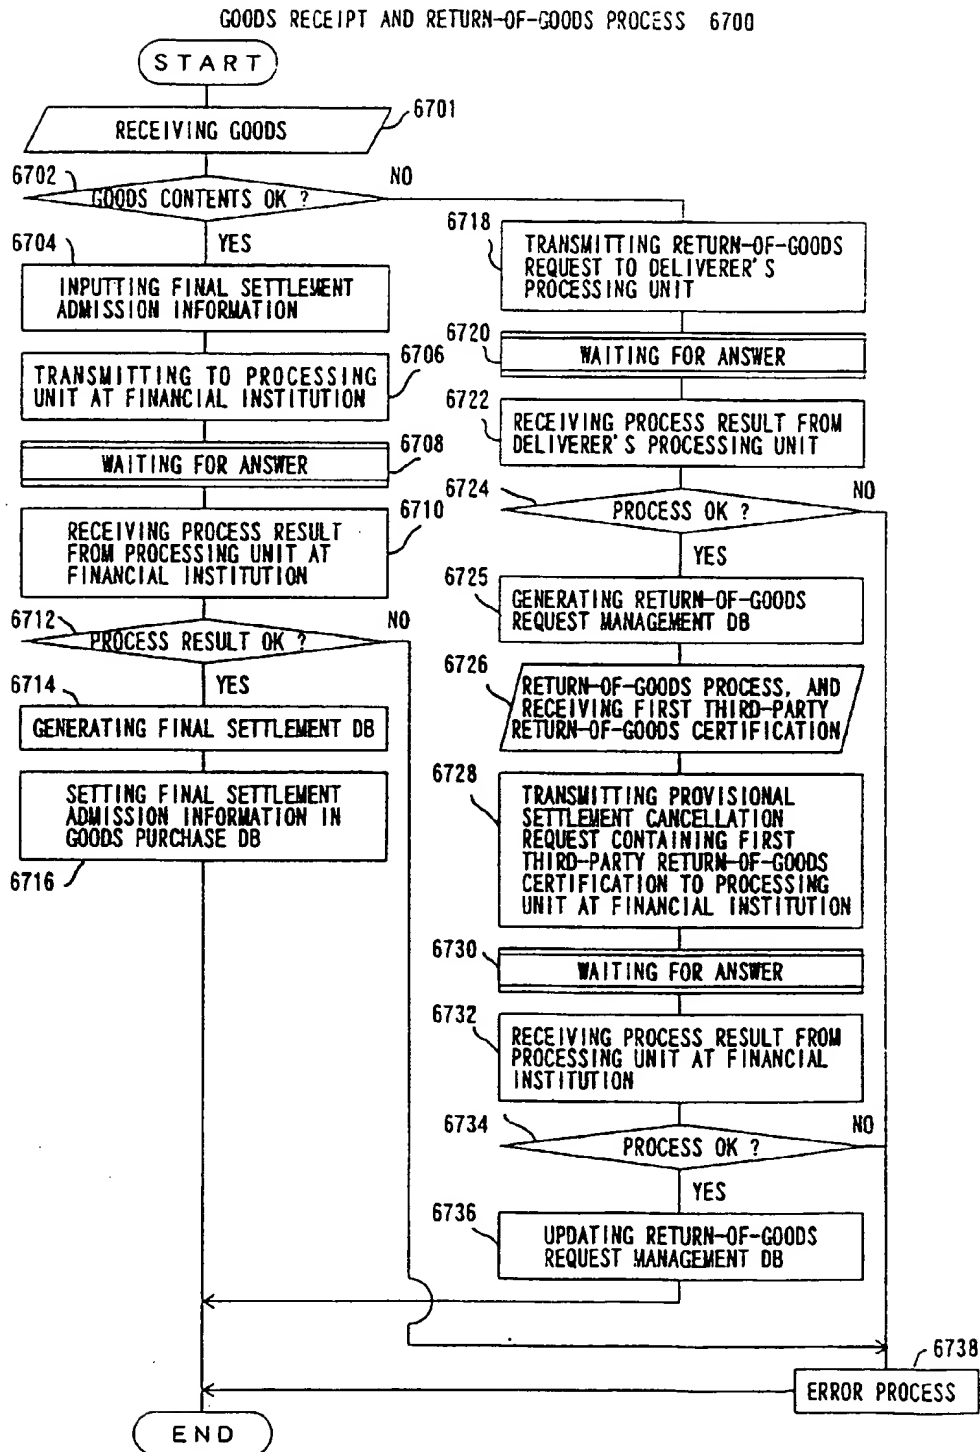 GOODS RECEIPT AND RETURN-OF-GOODS PROCESS 6700
START
6701
RECEIVING GOODS
6702
GOODS CONTENTS OK ?
NO
YES
6704
INPUTTING FINAL SETTLEMENT
ADMISSION INFORMATION
6706
TRANSMITTING TO PROCESSING
UNIT AT FINANCIAL INSTITUTION
6708
WAITING FOR ANSWER
6710
RECEIVING PROCESS RESULT
FROM PROCESSING UNIT AT
FINANCIAL INSTITUTION
6712
PROCESS RESULT OK ?
NO
YES
6714
GENERATING FINAL SETTLEMENT DB
SETTING FINAL SETTLEMENT
ADMISSION INFORMATION IN
GOODS PURCHASE DB
6716
6718
TRANSMITTING RETURN-OF-GOODS
REQUEST TO DELIVERER'S
PROCESSING UNIT
6720
WAITING FOR ANSWER
6722
RECEIVING PROCESS RESULT FROM
DELIVERER'S PROCESSING UNIT
6724
PROCESS OK ?
NO
YES
6725
GENERATING RETURN-OF-GOODS
REQUEST MANAGEMENT DB
6726
RETURN-OF-GOODS PROCESS, AND
RECEIVING FIRST THIRD-PARTY
RETURN-OF-GOODS CERTIFICATION
6728
TRANSMITTING PROVISIONAL
SETTLEMENT CANCELLATION
REQUEST CONTAINING FIRST
THIRD-PARTY RETURN-OF-GOODS
CERTIFICATION TO PROCESSING
UNIT AT FINANCIAL INSTITUTION
6730
WAITING FOR ANSWER
6732
RECEIVING PROCESS RESULT FROM
PROCESSING UNIT AT FINANCIAL
INSTITUTION
6734
PROCESS OK ?
NO
YES
6736
UPDATING RETURN-OF-GOODS
REQUEST MANAGEMENT DB
6738
ERROR PROCESS
END